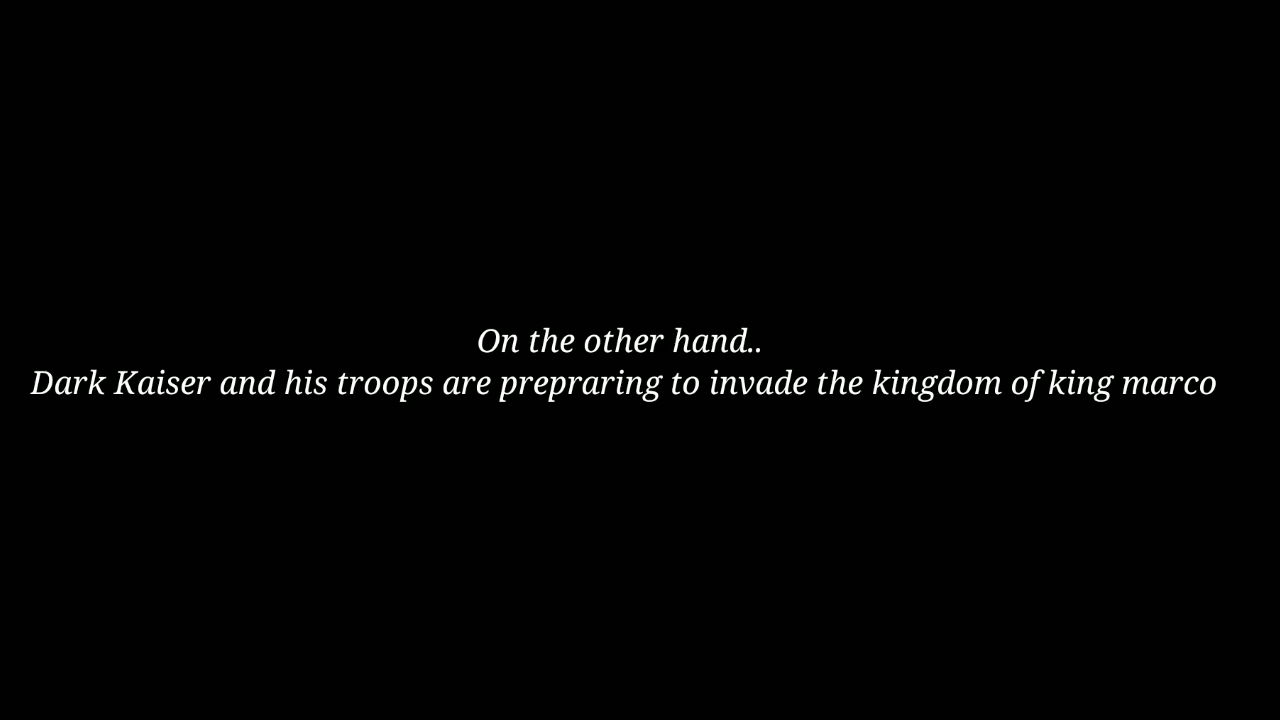 On the other hand..
Dark Kaiser and his troops are prepraring to invade the kingdom of king marco